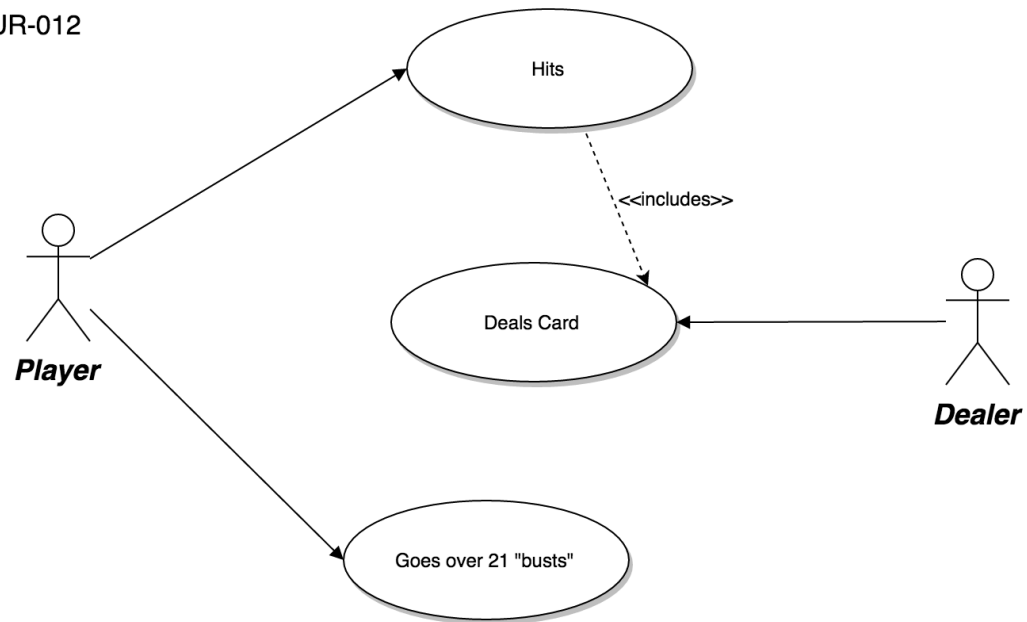 JR-012
Hits
<<includes>>
Deals Card
Player
Dealer
Goes over 21 "busts"